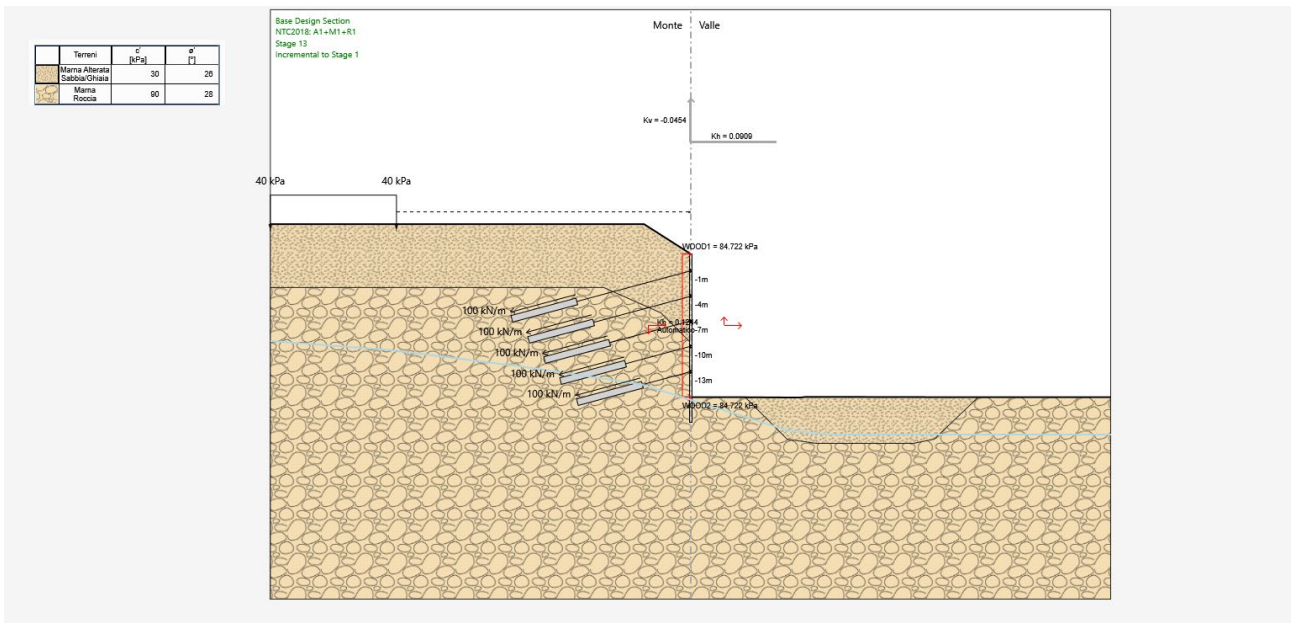 Base Design Section
NTC2018: A1+M1+R1
Stage 13
Incremental to Stage 1
Monte
Valle
Terreni
c'
[kPa]
ø'
[°]
Marna Alterata
Sabbia/Ghiaia
30
26
Marna
Roccia
90
28
Kv = -0.0454
Kh = 0.0909
40 kPa
40 kPa
WOOD1 = 84.722 kPa
-1m
-4m
100 kN/m
100 kN/m
Automatico
-7m
100 kN/m
-10m
100 kN/m
-13m
100 kN/m
WOOD2 = 84.722 kPa